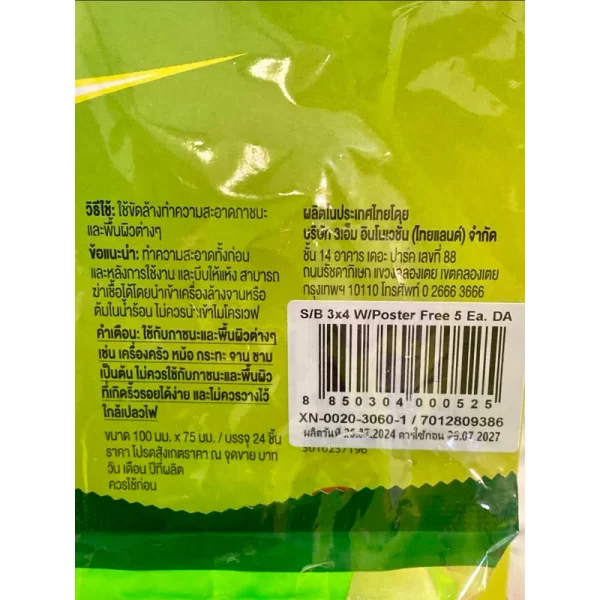 วิธีใช้: ใช้ขัดล้างทำความสะอาดภาชนะ
และพื้นผิวต่างๆ
ข้อแนะนำ: ทำความสะอาดทั้งก่อน
และหลังการใช้งาน และบีบให้แห้ง สามารถ
ฆ่าเชื้อได้โดยนำเข้าเครื่องล้างจานหรือ
ต้มในน้ำร้อน ไม่ควรนำเข้าไมโครเวฟ
คำเตือน: ใช้กับภาชนะและพื้นผิวต่างๆ
เช่น เครื่องครัว หม้อ กระทะ จาน ชาม
เป็นต้น ไม่ควรใช้กับภาชนะและพื้นผิว
ที่เกิดริ้วรอยได้ง่าย และไม่ควรวางไว้
ใกล้เปลวไฟ
ขนาด 100 มม. x 75 มม. / บรรจุ 24 ชิ้น
ราคา โปรดสังเกตราคา ณ จุดขาย บาท
วัน เดือน ปีที่ผลิต
ควรใช้ก่อน
ผลิตในประเทศไทยโดย
บริษัท 3เอ็ม อินโนเวชั่น (ไทยแลนด์) จำกัด
ชั้น 14 อาคาร เดอะ ปาร์ค เลขที่ 88
ถนนรัชดาภิเษก แขวงคลองเตย เขตคลองเตย
กรุงเทพฯ 10110 โทรศัพท์ 0 2666 3666
S/B 3x4 W/Poster Free 5 Ea. DA
8 850304 000525
XN-0020-3060-1 / 7012809386
ผลิตวันที่ 26.07.2024 ควรใช้ก่อน 26.07 2027